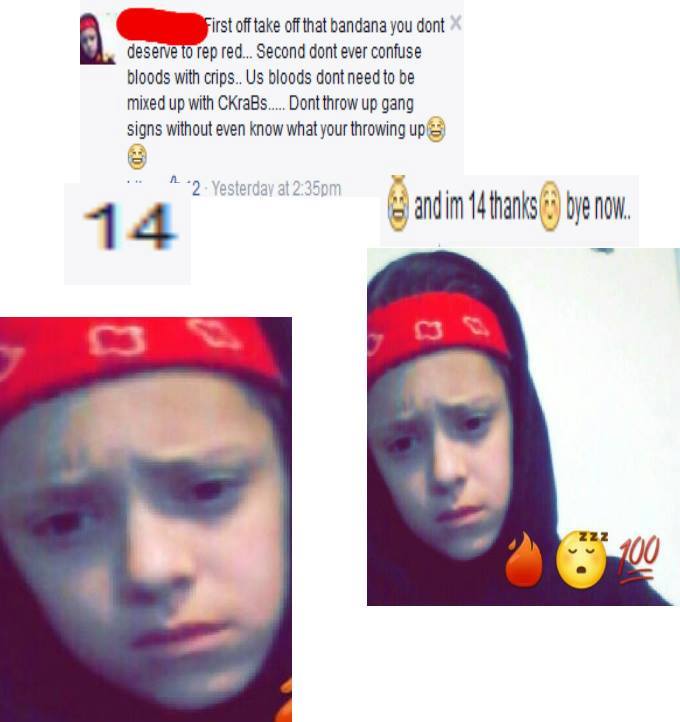 First off take off that bandana you dont
deserve to rep red... Second dont ever confuse
bloods with crips.. Us bloods dont need to be
mixed up with CKraBs..... Dont throw up gang
signs without even know what your throwing up😂
😂
12 · Yesterday at 2:35pm
14
😂 and im 14 thanks☺ bye now..
🔥 😴 💯